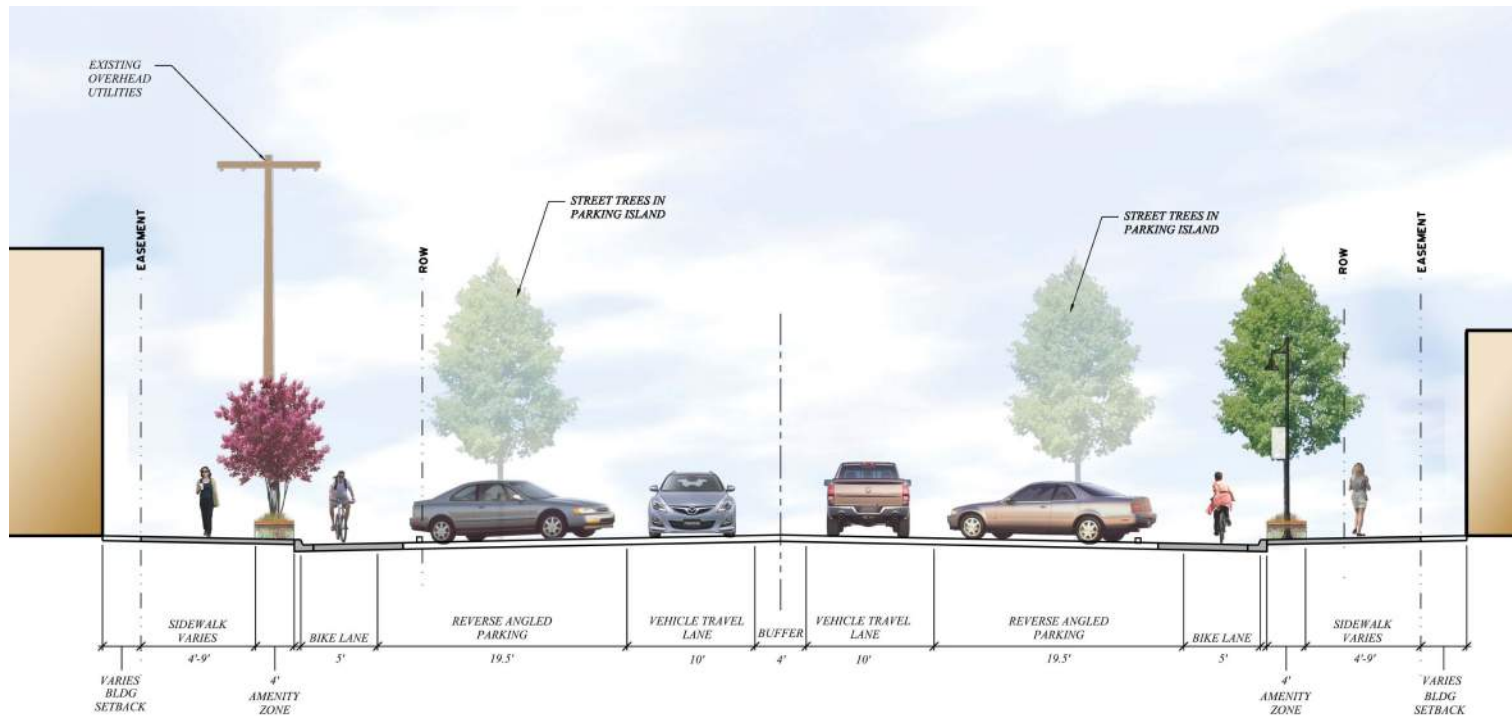 EXISTING
OVERHEAD
UTILITIES
STREET TREES IN
PARKING ISLAND
STREET TREES IN
PARKING ISLAND
EASEMENT
ROW
ROW
EASEMENT
SIDEWALK
VARIES
4'-9'
BIKE LANE
5'
REVERSE ANGLED
PARKING
19.5'
VEHICLE TRAVEL
LANE
10'
BUFFER
4'
VEHICLE TRAVEL
LANE
10'
REVERSE ANGLED
PARKING
19.5'
BIKE LANE
5'
SIDEWALK
VARIES
4'-9'
VARIES
BLDG
SETBACK
4'
AMENITY
ZONE
4'
AMENITY
ZONE
VARIES
BLDG
SETBACK